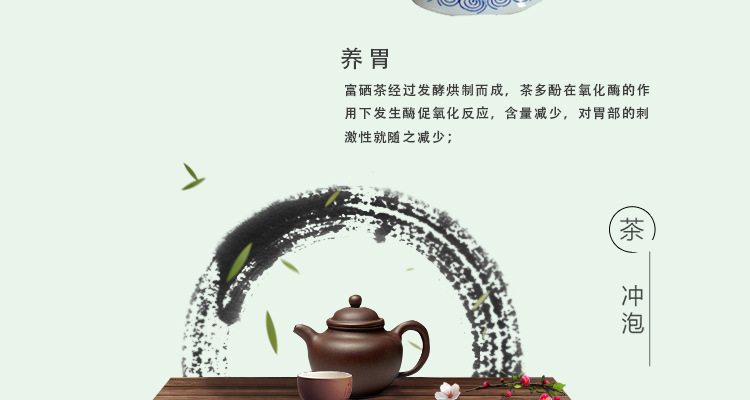 养胃
富硒茶经过发酵烘制而成，茶多酚在氧化酶的作
用下发生酶促氧化反应，含量减少，对胃部的刺
激性就随之减少；
茶
冲泡